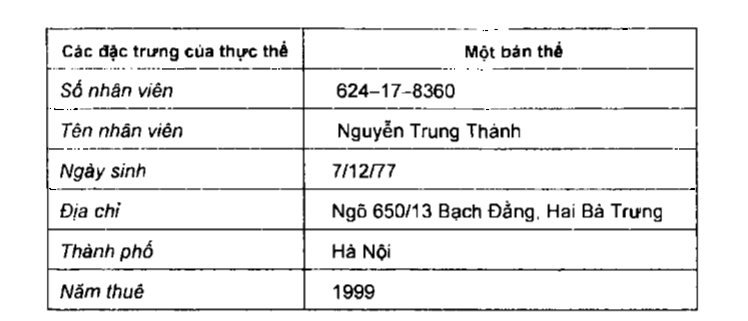 Các đặc trưng của thực thể Một bản thể
Số nhân viên 624–17–8360
Tên nhân viên Nguyễn Trung Thành
Ngày sinh 7/12/77
Địa chỉ Ngõ 650/13 Bạch Đằng, Hai Bà Trưng
Thành phố Hà Nội
Năm thuê 1999